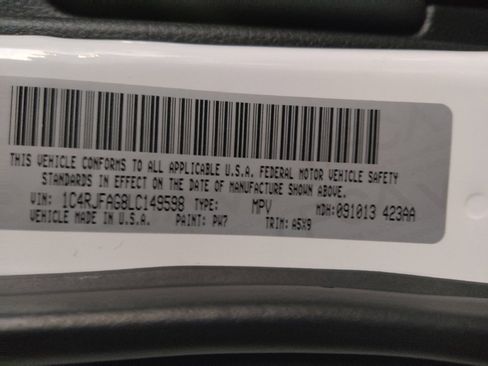 THIS VEHICLE CONFORMS TO ALL APPLICABLE U.S.A. FEDERAL MOTOR VEHICLE SAFETY
STANDARDS IN EFFECT ON THE DATE OF MANUFACTURE SHOWN ABOVE.
VIN: 1C4RJFAG8LC149598 TYPE: MPV MDH: 091013 423AA
VEHICLE MADE IN U.S.A. PAINT: PW7 TRIM: A5X9